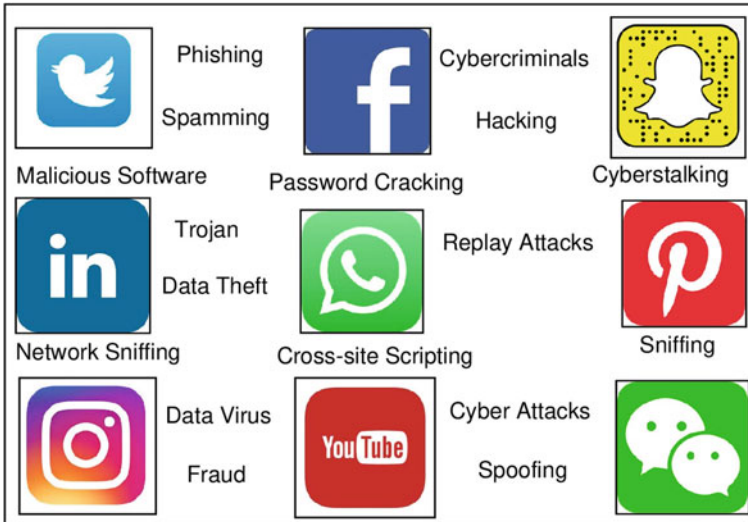 Phishing
Cybercriminals
Spamming
f
Hacking
Malicious Software
Password Cracking
Cyberstalking
in
Trojan
Replay Attacks
Data Theft
Network Sniffing
Cross-site Scripting
Sniffing
Data Virus
Cyber Attacks
YouTube
Fraud
Spoofing